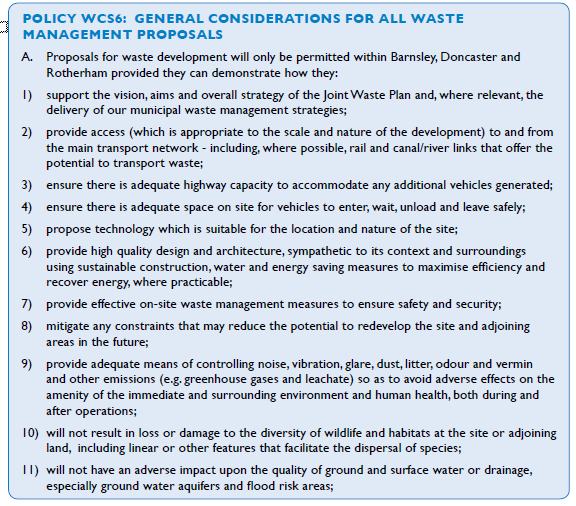 POLICY WCS6: GENERAL CONSIDERATIONS FOR ALL WASTE
MANAGEMENT PROPOSALS
A. Proposals for waste development will only be permitted within Barnsley, Doncaster and
Rotherham provided they can demonstrate how they:
1) support the vision, aims and overall strategy of the Joint Waste Plan and, where relevant, the
delivery of our municipal waste management strategies;
2) provide access (which is appropriate to the scale and nature of the development) to and from
the main transport network - including, where possible, rail and canal/river links that offer the
potential to transport waste;
3) ensure there is adequate highway capacity to accommodate any additional vehicles generated;
4) ensure there is adequate space on site for vehicles to enter, wait, unload and leave safely;
5) propose technology which is suitable for the location and nature of the site;
6) provide high quality design and architecture, sympathetic to its context and surroundings
using sustainable construction, water and energy saving measures to maximise efficiency and
recover energy, where practicable;
7) provide effective on-site waste management measures to ensure safety and security;
8) mitigate any constraints that may reduce the potential to redevelop the site and adjoining
areas in the future;
9) provide adequate means of controlling noise, vibration, glare, dust, litter, odour and vermin
and other emissions (e.g. greenhouse gases and leachate) so as to avoid adverse effects on the
amenity of the immediate and surrounding environment and human health, both during and
after operations;
10) will not result in loss or damage to the diversity of wildlife and habitats at the site or adjoining
land, including linear or other features that facilitate the dispersal of species;
11) will not have an adverse impact upon the quality of ground and surface water or drainage,
especially ground water aquifers and flood risk areas;